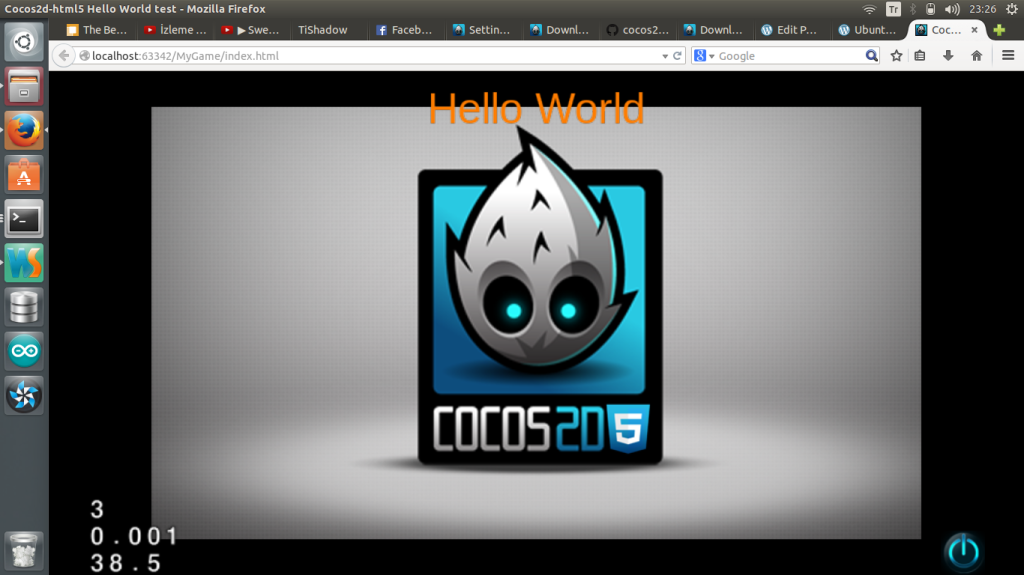 Cocos2d-html5 Hello World test - Mozilla Firefox
Tr
23:26
The Be...
İzleme ...
▶ Swe...
TiShadow
Faceb...
Settin...
Downl...
cocos2...
Downl...
Edit P...
Ubunt...
Coc...
localhost:63342/MyGame/index.html
Google
Hello World
COCOS2D
5
3
0.001
38.5